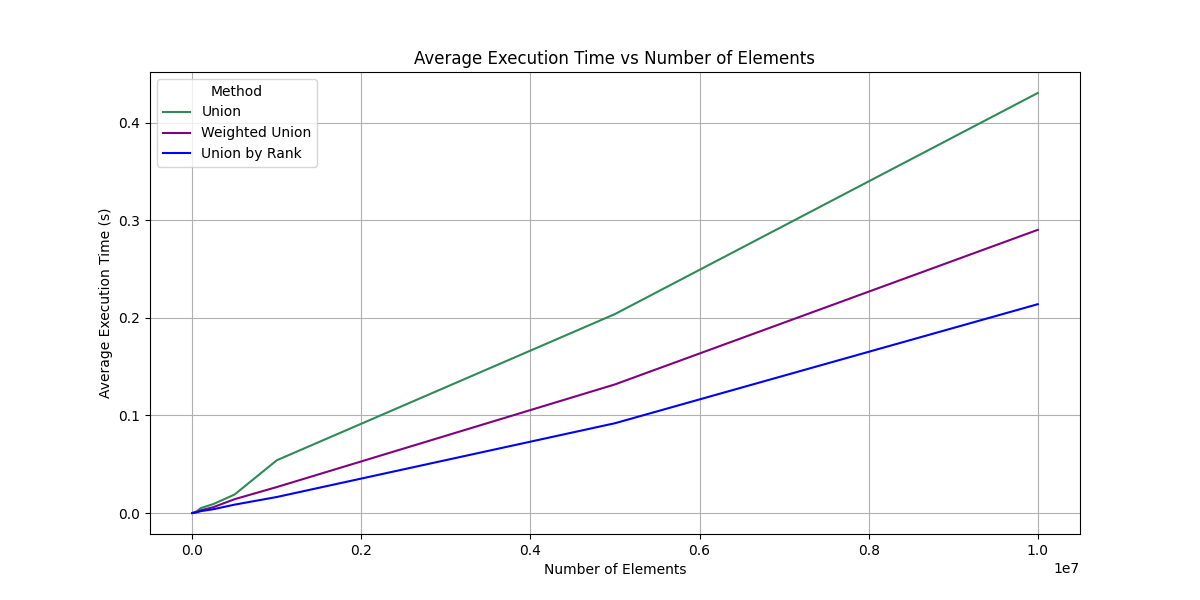 Average Execution Time vs Number of Elements
Method
Union
Weighted Union
Union by Rank
Average Execution Time (s)
0.4
0.3
0.2
0.1
0.0
0.0 0.2 0.4 0.6 0.8 1.0
1e7
Number of Elements